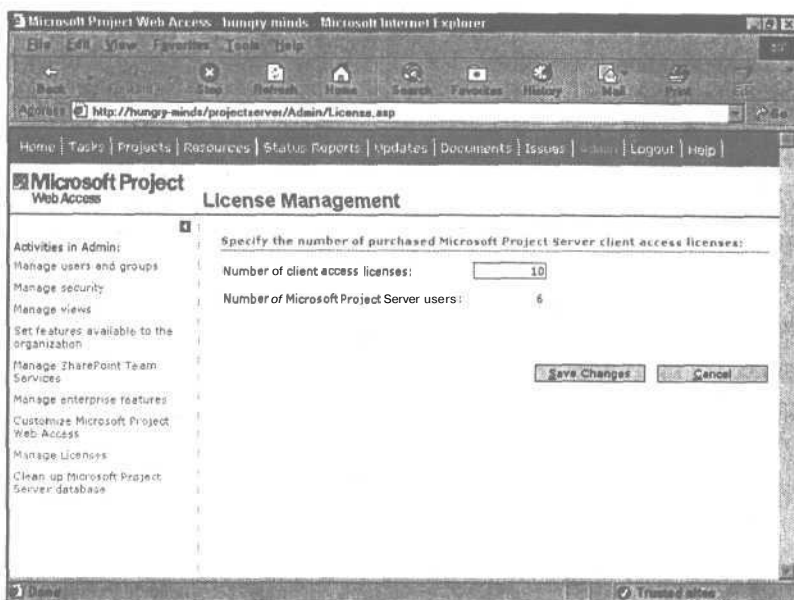 Microsoft Project Web Access - hungry minds - Microsoft Internet Explorer
File Edit View Favorites Tools Help
Back Stop Refresh Home Search Favorites History Mail Print Edit
Address http://hungry-minds/projectserver/Admin/License.asp Go
Home | Tasks | Projects | Resources | Status Reports | Updates | Documents | Issues | Admin | Logout | Help |
Microsoft Project
Web Access
License Management
Activities in Admin:
Manage users and groups
Manage security
Manage views
Set features available to the
organization
Manage SharePoint Team
Services
Manage enterprise features
Customize Microsoft Project
Web Access
Manage Licenses
Clean up Microsoft Project
Server database
Specify the number of purchased Microsoft Project Server client access licenses:
Number of client access licenses: 10
Number of Microsoft Project Server users: 6
Save Changes Cancel
Done Trusted sites